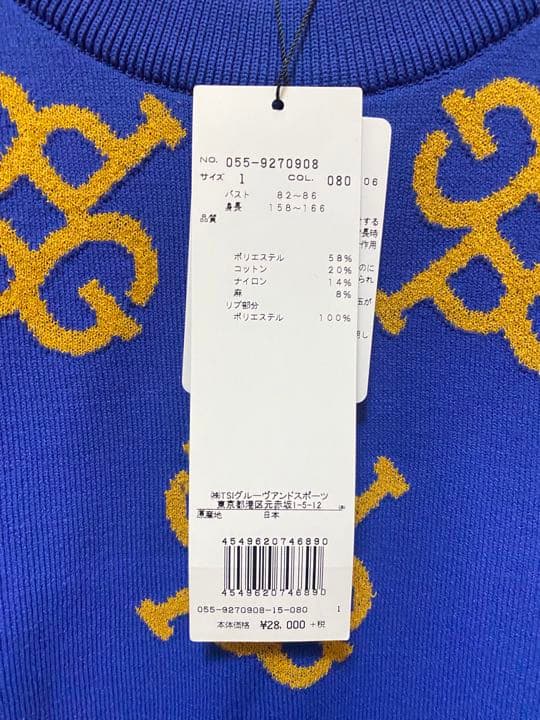 NO. 055-9270908
サイズ 1 COL. 080
バスト 82～86
身長 158～166
品質
ポリエステル 58%
コットン 20%
ナイロン 14%
麻 8%
リブ部分
ポリエステル 100%
㈱TSIグルーヴアンドスポーツ
東京都港区元赤坂1-5-12
原産地 日本
4549620746890
4549620746890
055-9270908-15-080 1
本体価格 ¥28,000 +税
06